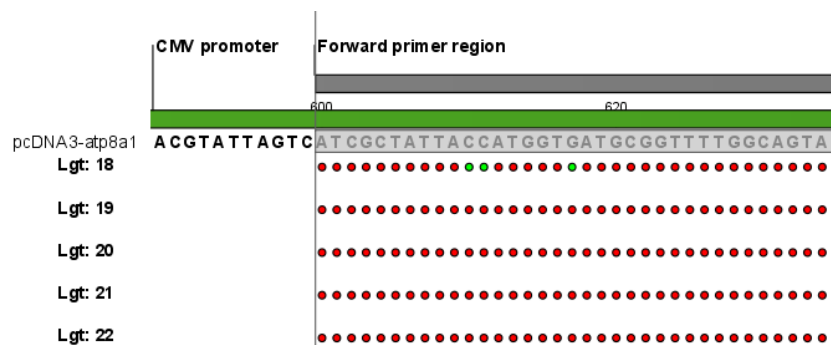 CMV promoter Forward primer region
600 620
pcDNA3-atp8a1 ACGTATTAGTCATCGCTATTACCATGGTGATGCGGTTTTGGCAGTA
Lgt: 18
Lgt: 19
Lgt: 20
Lgt: 21
Lgt: 22